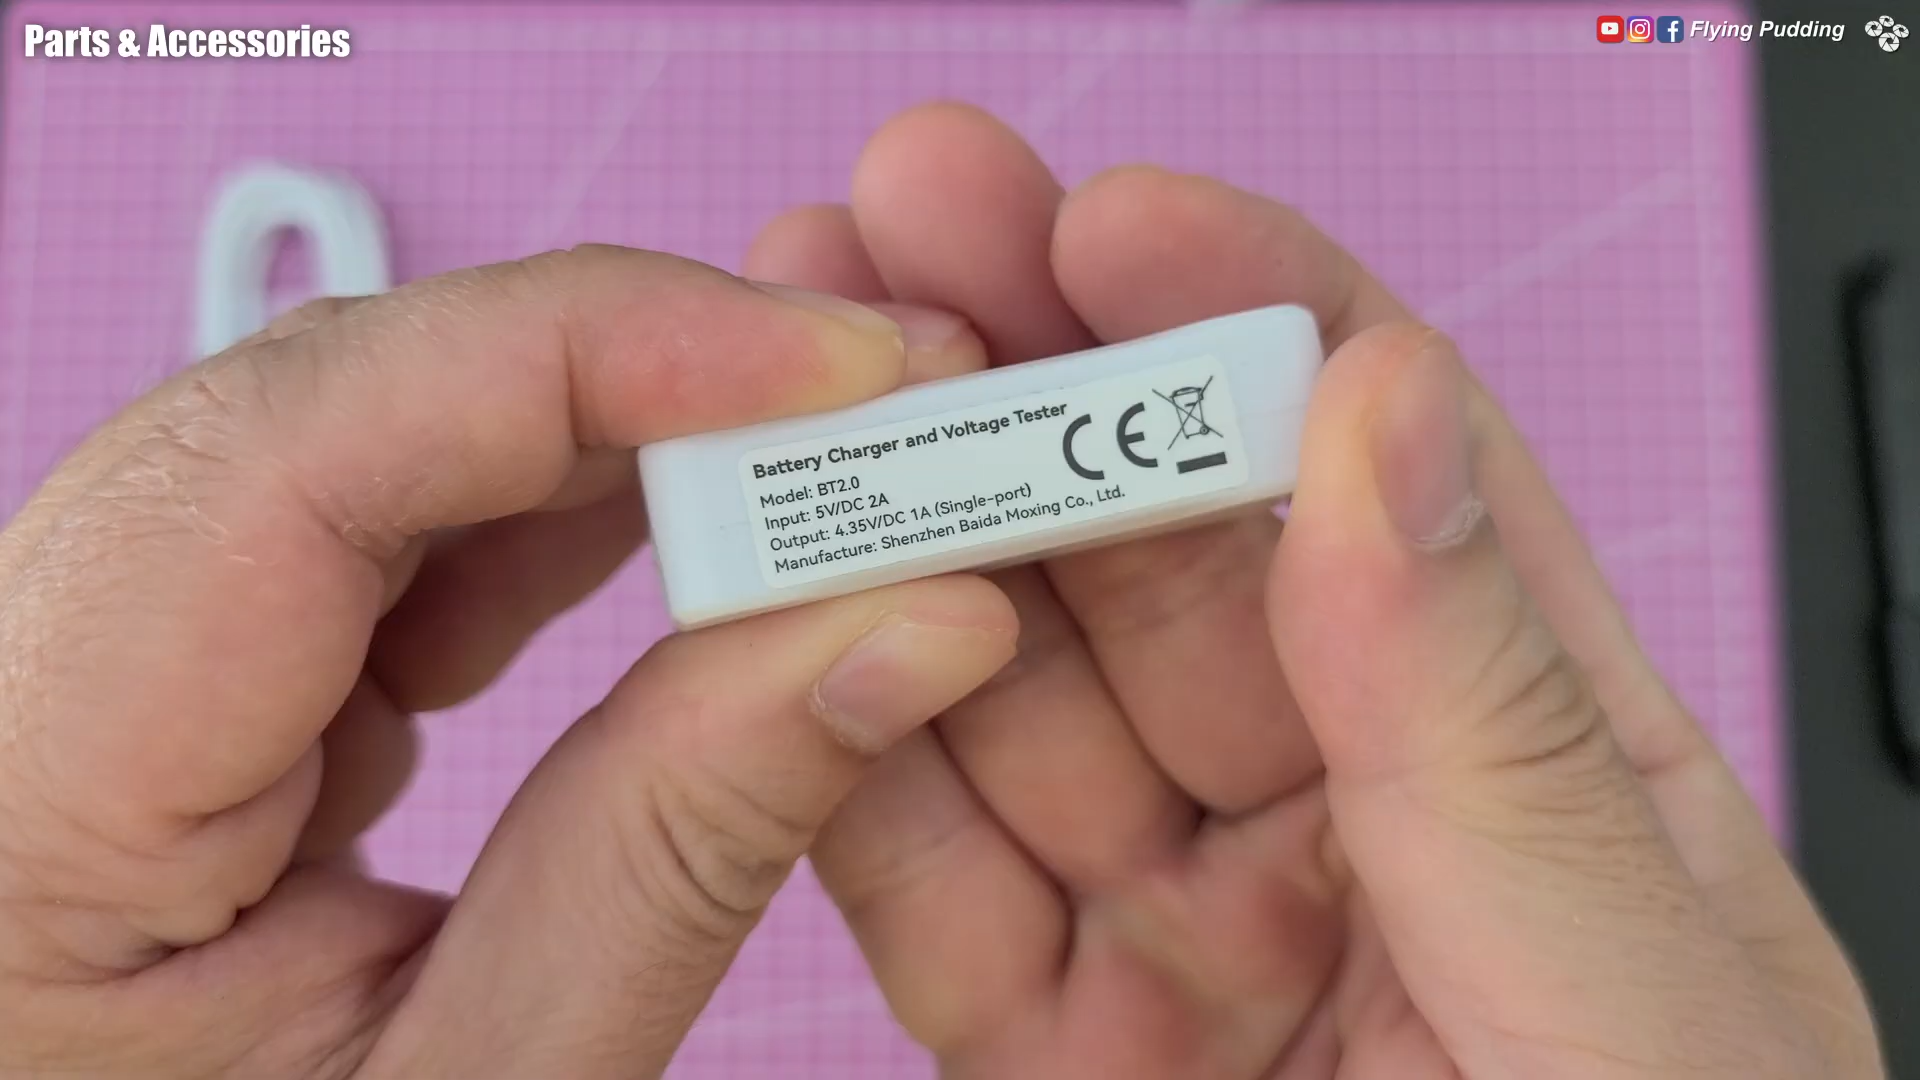 Parts & Accessories
Flying Pudding
Battery Charger and Voltage Tester
Model: BT2.0
Input: 5V/DC 2A
Output: 4.35V/DC 1A (Single-port)
Manufacture: Shenzhen Baida Moxing Co., Ltd.
CE